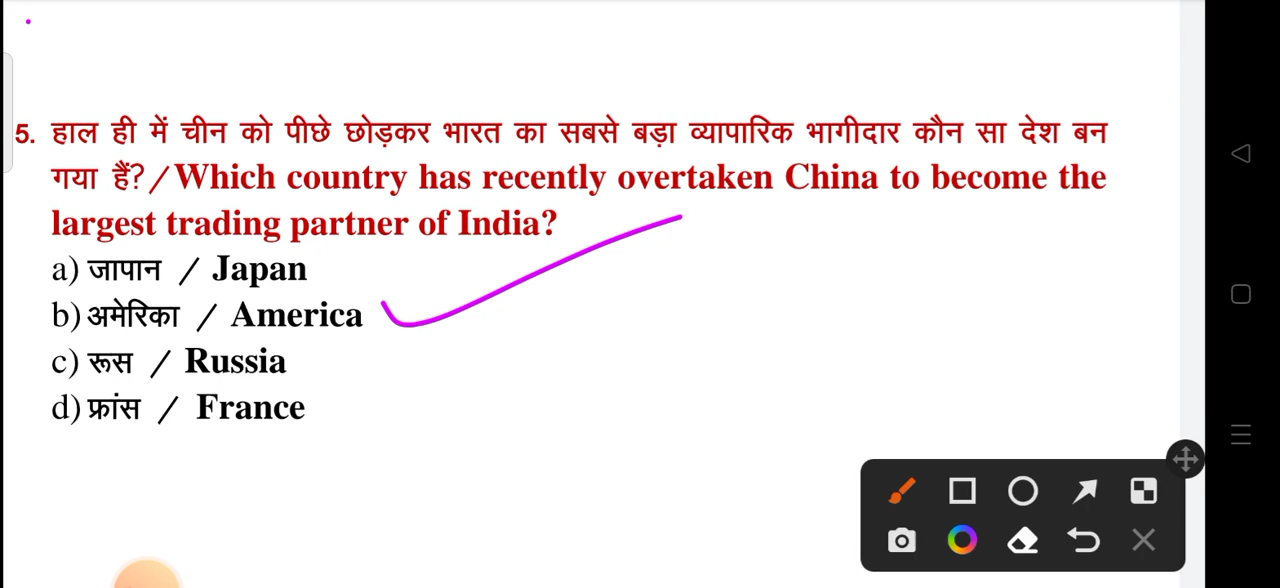 5. हाल ही में चीन को पीछे छोड़कर भारत का सबसे बड़ा व्यापारिक भागीदार कौन सा देश बन
गया हैं?/Which country has recently overtaken China to become the
largest trading partner of India?
a) जापान / Japan
b) अमेरिका / America
c) रूस / Russia
d) फ्रांस / France